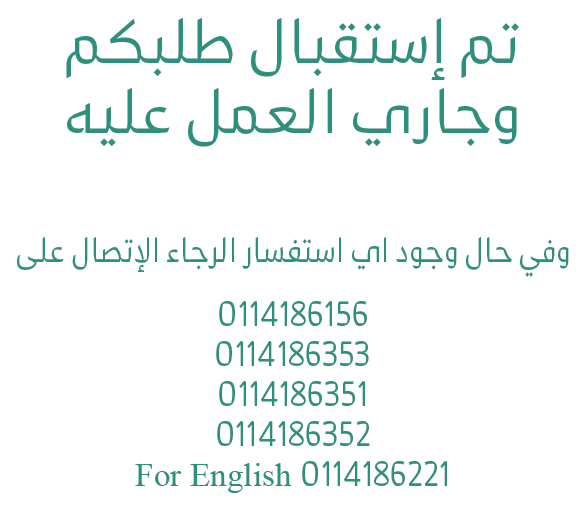 تم إستقبال طلبكم
وجاري العمل عليه
وفي حال وجود اي استفسار الرجاء الإتصال على
0114186156
0114186353
0114186351
0114186352
For English 0114186221